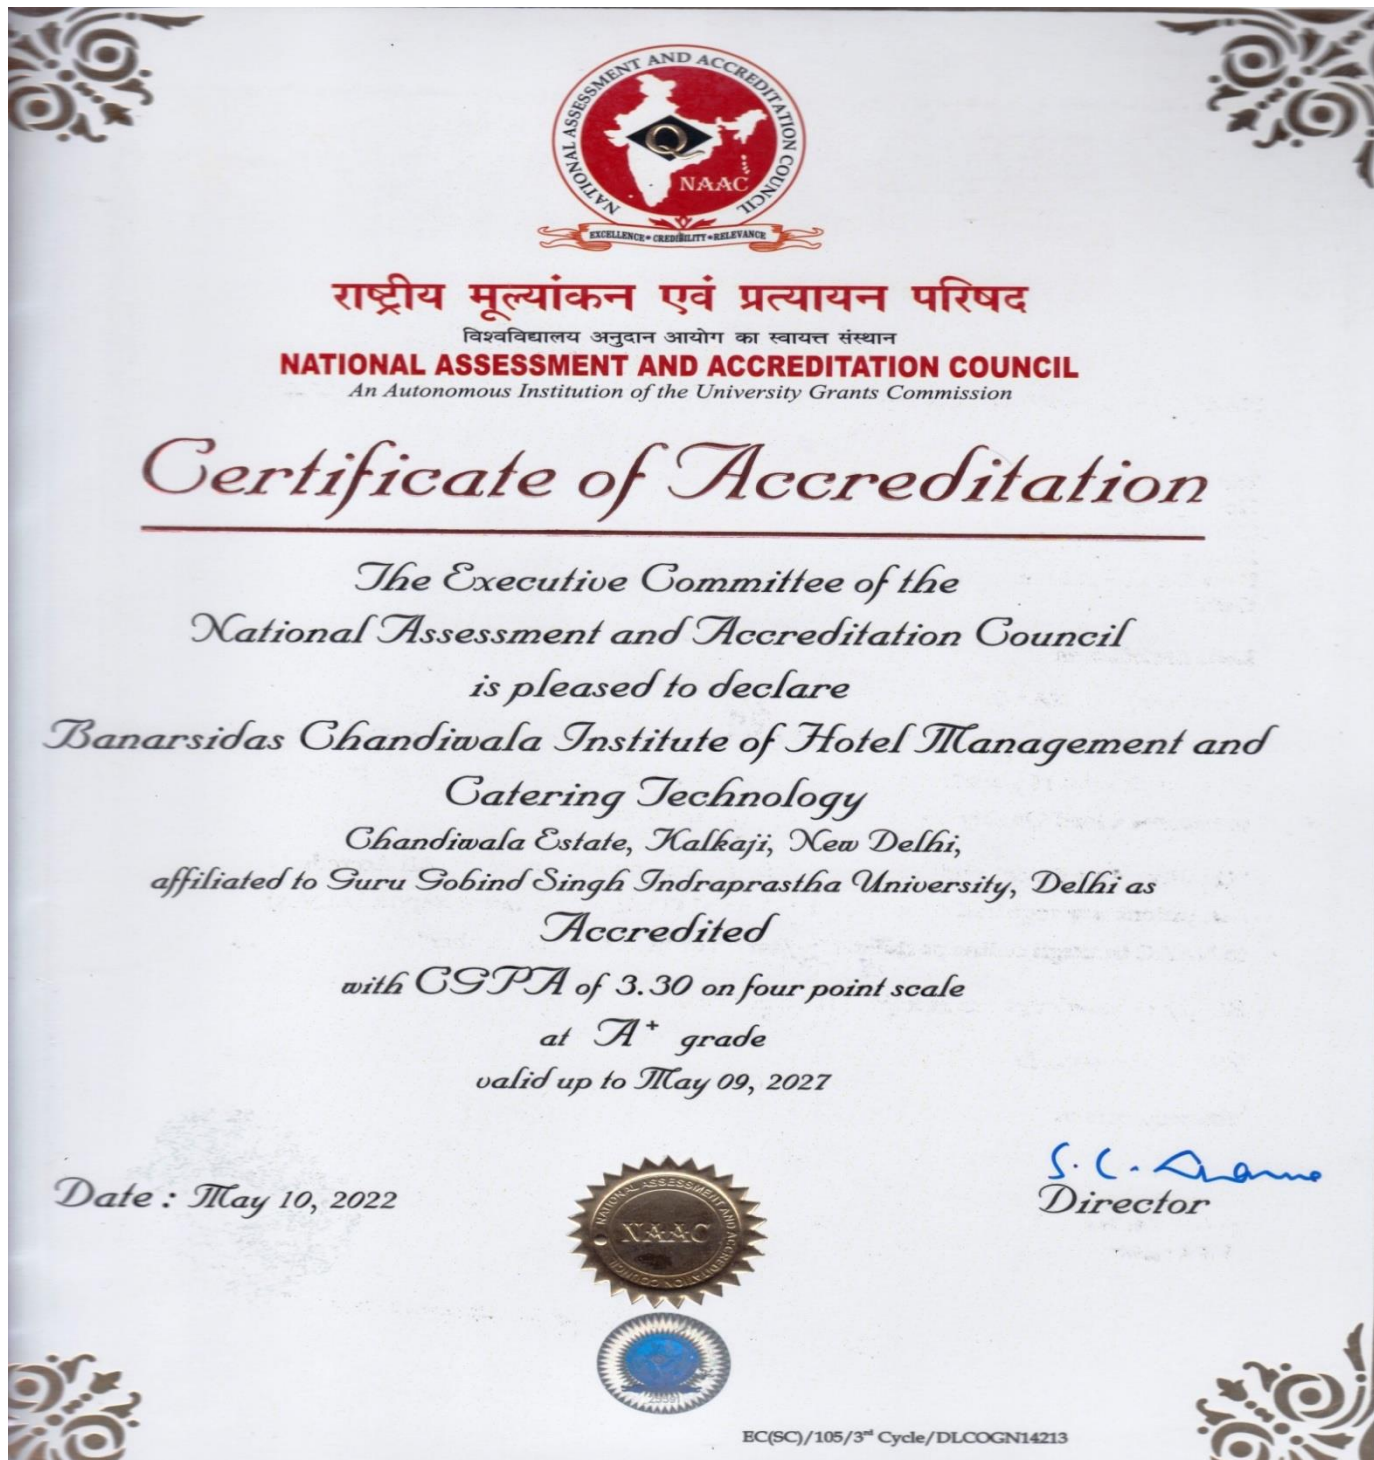 NATIONAL ASSESSMENT AND ACCREDITATION COUNCIL
Q
NAAC
EXCELLENCE • CREDIBILITY • RELEVANCE
राष्ट्रीय मूल्यांकन एवं प्रत्यायन परिषद
विश्वविद्यालय अनुदान आयोग का स्वायत्त संस्थान
NATIONAL ASSESSMENT AND ACCREDITATION COUNCIL
An Autonomous Institution of the University Grants Commission
Certificate of Accreditation
The Executive Committee of the
National Assessment and Accreditation Council
is pleased to declare
Banarsidas Chandiwala Institute of Hotel Management and
Catering Technology
Chandiwala Estate, Kalkaji, New Delhi,
affiliated to Guru Gobind Singh Indraprastha University, Delhi as
Accredited
with CGPA of 3.30 on four point scale
at A+ grade
valid up to May 09, 2027
Date : May 10, 2022
S. C.
Director
NATIONAL ASSESSMENT AND ACCREDITATION COUNCIL
NAAC
EC(SC)/105/3rd Cycle/DLCOGN14213